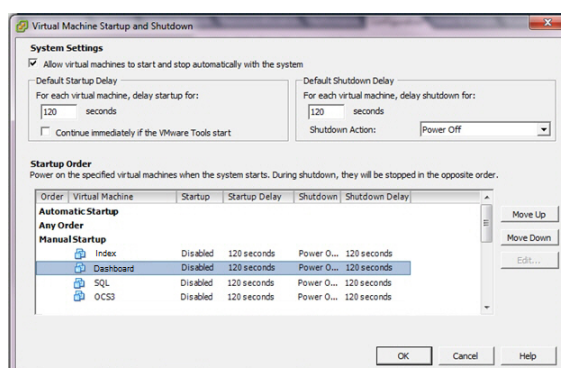 Virtual Machine Startup and Shutdown
System Settings
Allow virtual machines to start and stop automatically with the system
Default Startup Delay
For each virtual machine, delay startup for:
120 seconds
Continue immediately if the VMware Tools start
Default Shutdown Delay
For each virtual machine, delay shutdown for:
120 seconds
Shutdown Action: Power Off
Startup Order
Power on the specified virtual machines when the system starts. During shutdown, they will be stopped in the opposite order.
Order Virtual Machine Startup Startup Delay Shutdown Shutdown Delay
Automatic Startup
Any Order
Manual Startup
Index Disabled 120 seconds Power O... 120 seconds
Dashboard Disabled 120 seconds Power O... 120 seconds
SQL Disabled 120 seconds Power O... 120 seconds
OCS3 Disabled 120 seconds Power O... 120 seconds
Move Up
Move Down
Edit...
OK Cancel Help